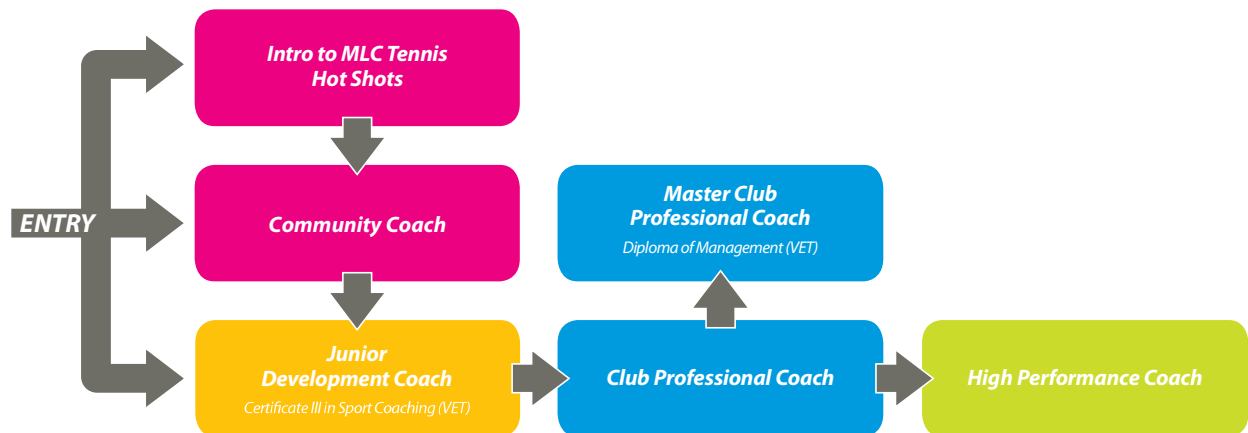 Intro to MLC Tennis
Hot Shots
ENTRY
Community Coach
Master Club
Professional Coach
Diploma of Management (VET)
Junior
Development Coach
Certificate III in Sport Coaching (VET)
Club Professional Coach
High Performance Coach